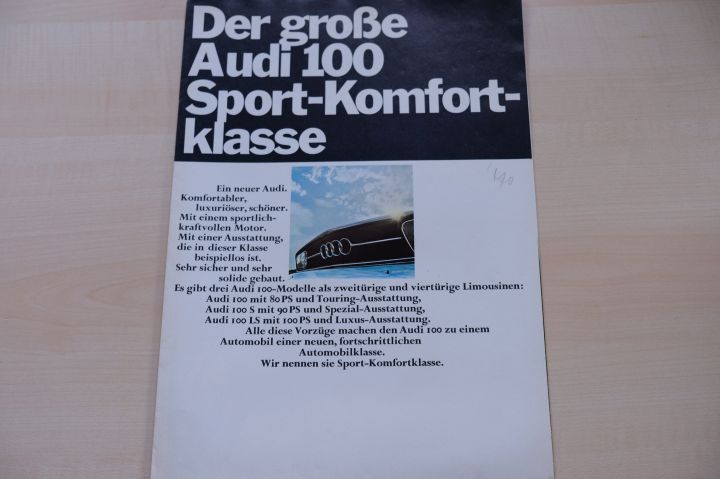 Der große
Audi 100
Sport-Komfort-
klasse
Ein neuer Audi.
Komfortabler,
luxuriöser, schöner.
Mit einem sportlich-
kraftvollen Motor.
Mit einer Ausstattung,
die in dieser Klasse
beispiellos ist.
Sehr sicher und sehr
solide gebaut.
Es gibt drei Audi 100-Modelle als zweitürige und viertürige Limousinen:
Audi 100 mit 80 PS und Touring-Ausstattung,
Audi 100 S mit 90 PS und Spezial-Ausstattung,
Audi 100 LS mit 100 PS und Luxus-Ausstattung.
Alle diese Vorzüge machen den Audi 100 zu einem
Automobil einer neuen, fortschrittlichen
Automobilklasse.
Wir nennen sie Sport-Komfortklasse.